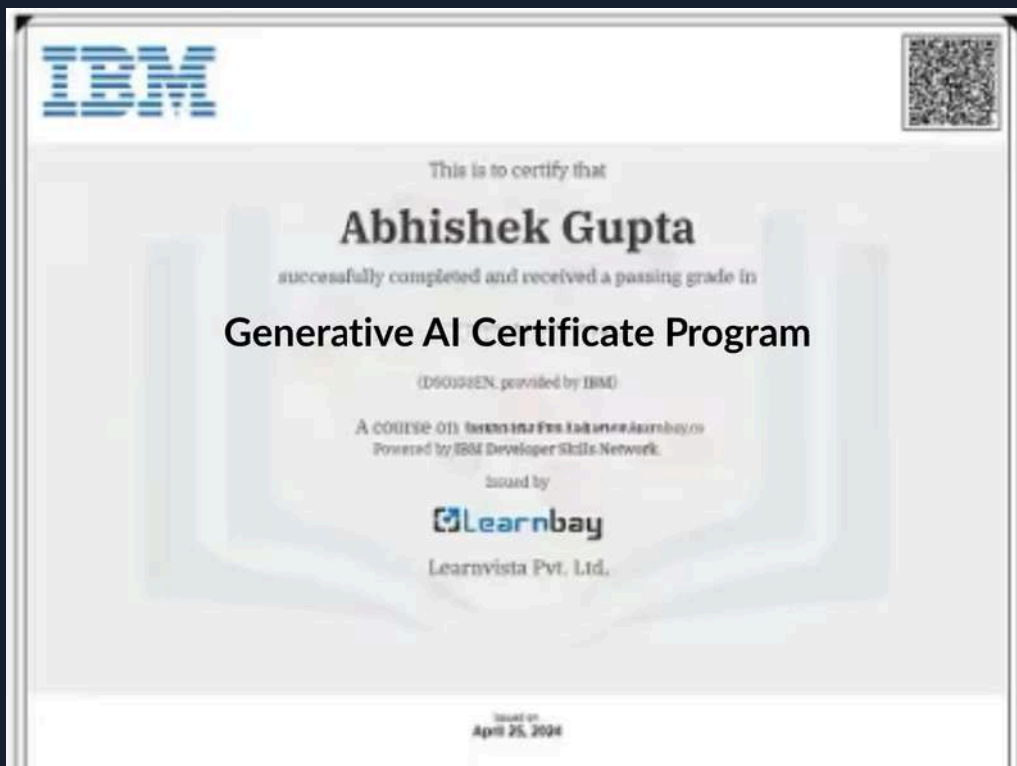 IBM
This is to certify that
Abhishek Gupta
successfully completed and received a passing grade in
Generative AI Certificate Program
provided by IBM)
A course on
Powered by IBM Developer Skills Network
Issued by
Learnbay
Learnvista Pvt. Ltd.
Issued on
April 25, 2024